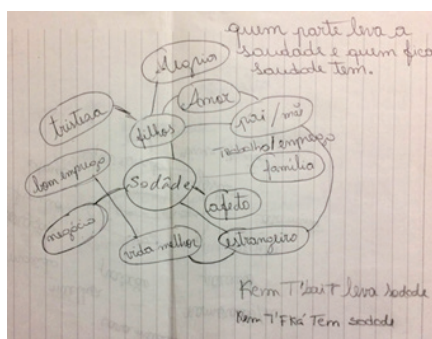 quem parte leva a
saudade e quem fica
saudade tem.
Alegria
Amor
tristeza
filhos
pai / mãe
Trabalho/emprego
família
bom emprego
Sodade
afeto
negócio
vida melhor
estrangeiro
Kem T'bai T leva sodade
Kem T'FKá Tem sodade